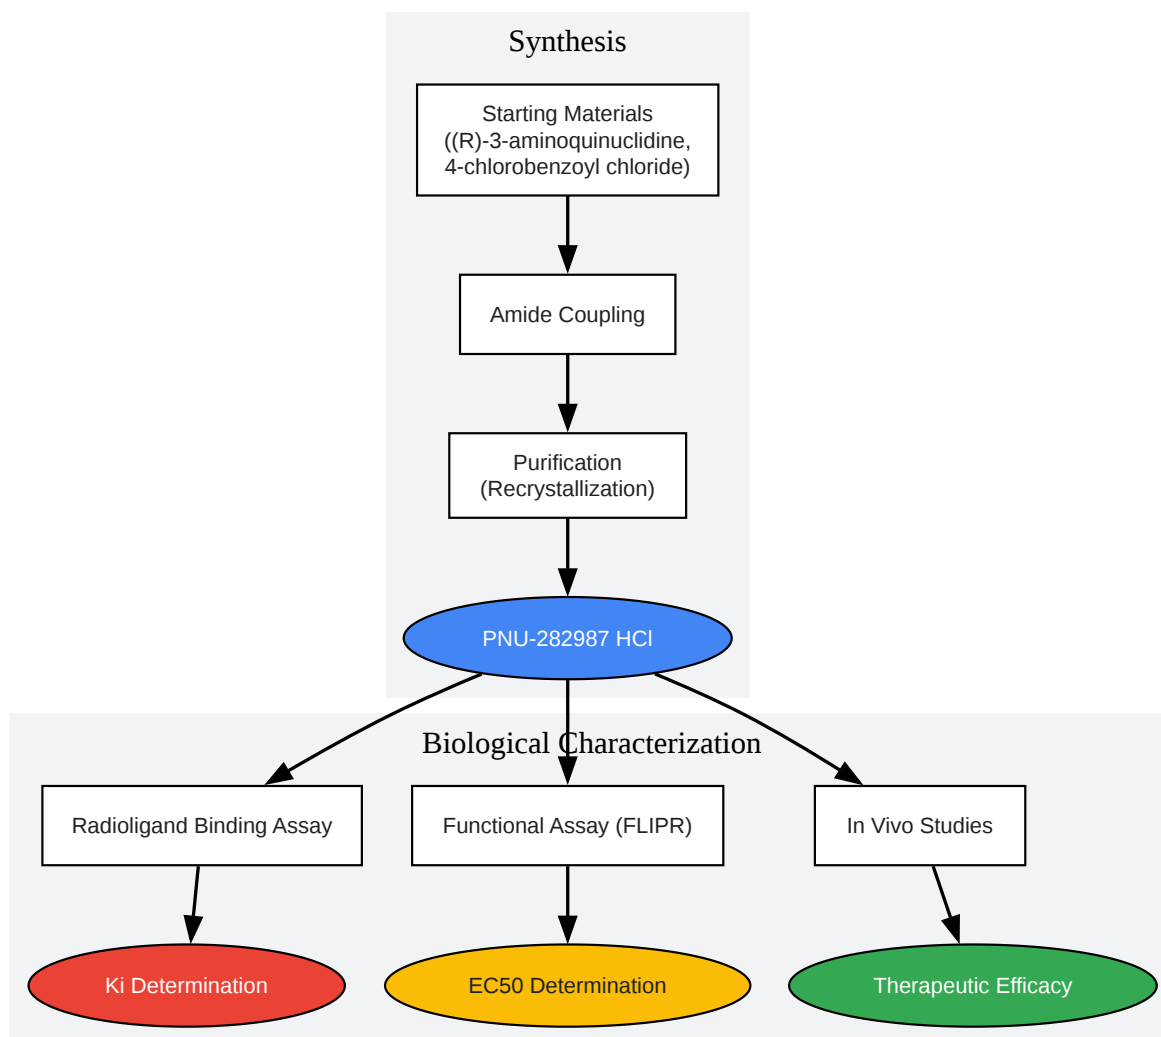 Synthesis
Starting Materials
((R)-3-aminoquinuclidine,
4-chlorobenzoyl chloride)
Amide Coupling
Purification
(Recrystallization)
PNU-282987 HCl
Biological Characterization
Radioligand Binding Assay
Functional Assay (FLIPR)
In Vivo Studies
Ki Determination
EC50 Determination
Therapeutic Efficacy